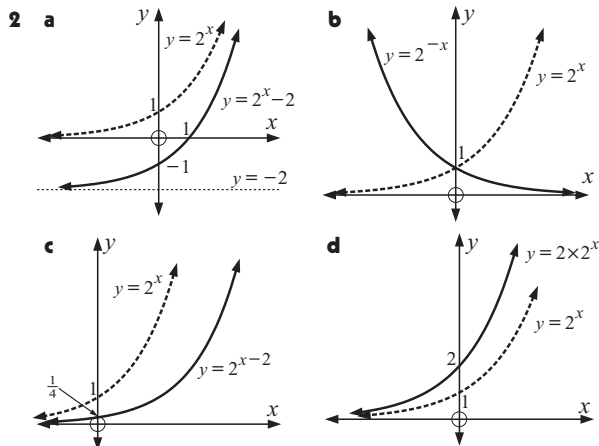 2 a
y
y = 2^x
1
y = 2^x − 2
1
x
−1
y = −2
b
y
y = 2^−x
y = 2^x
1
x
c
y
y = 2^x
1
1/4
y = 2^x−2
x
d
y
y = 2 × 2^x
y = 2^x
2
1
x